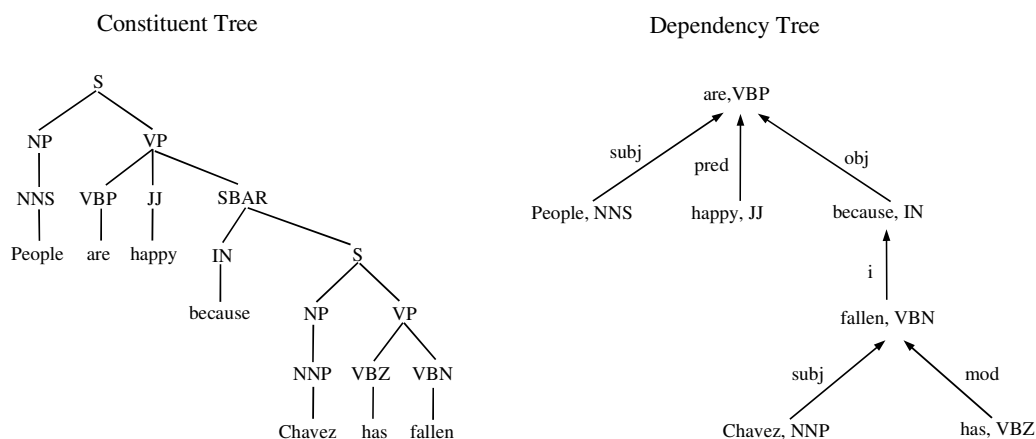 Constituent Tree
Dependency Tree
S
are,VBP
NP VP
subj pred obj
NNS VBP JJ SBAR
People, NNS happy, JJ because, IN
People are happy IN S
i
because NP VP
fallen, VBN
NNP VBZ VBN
subj mod
Chavez has fallen
Chavez, NNP has, VBZ